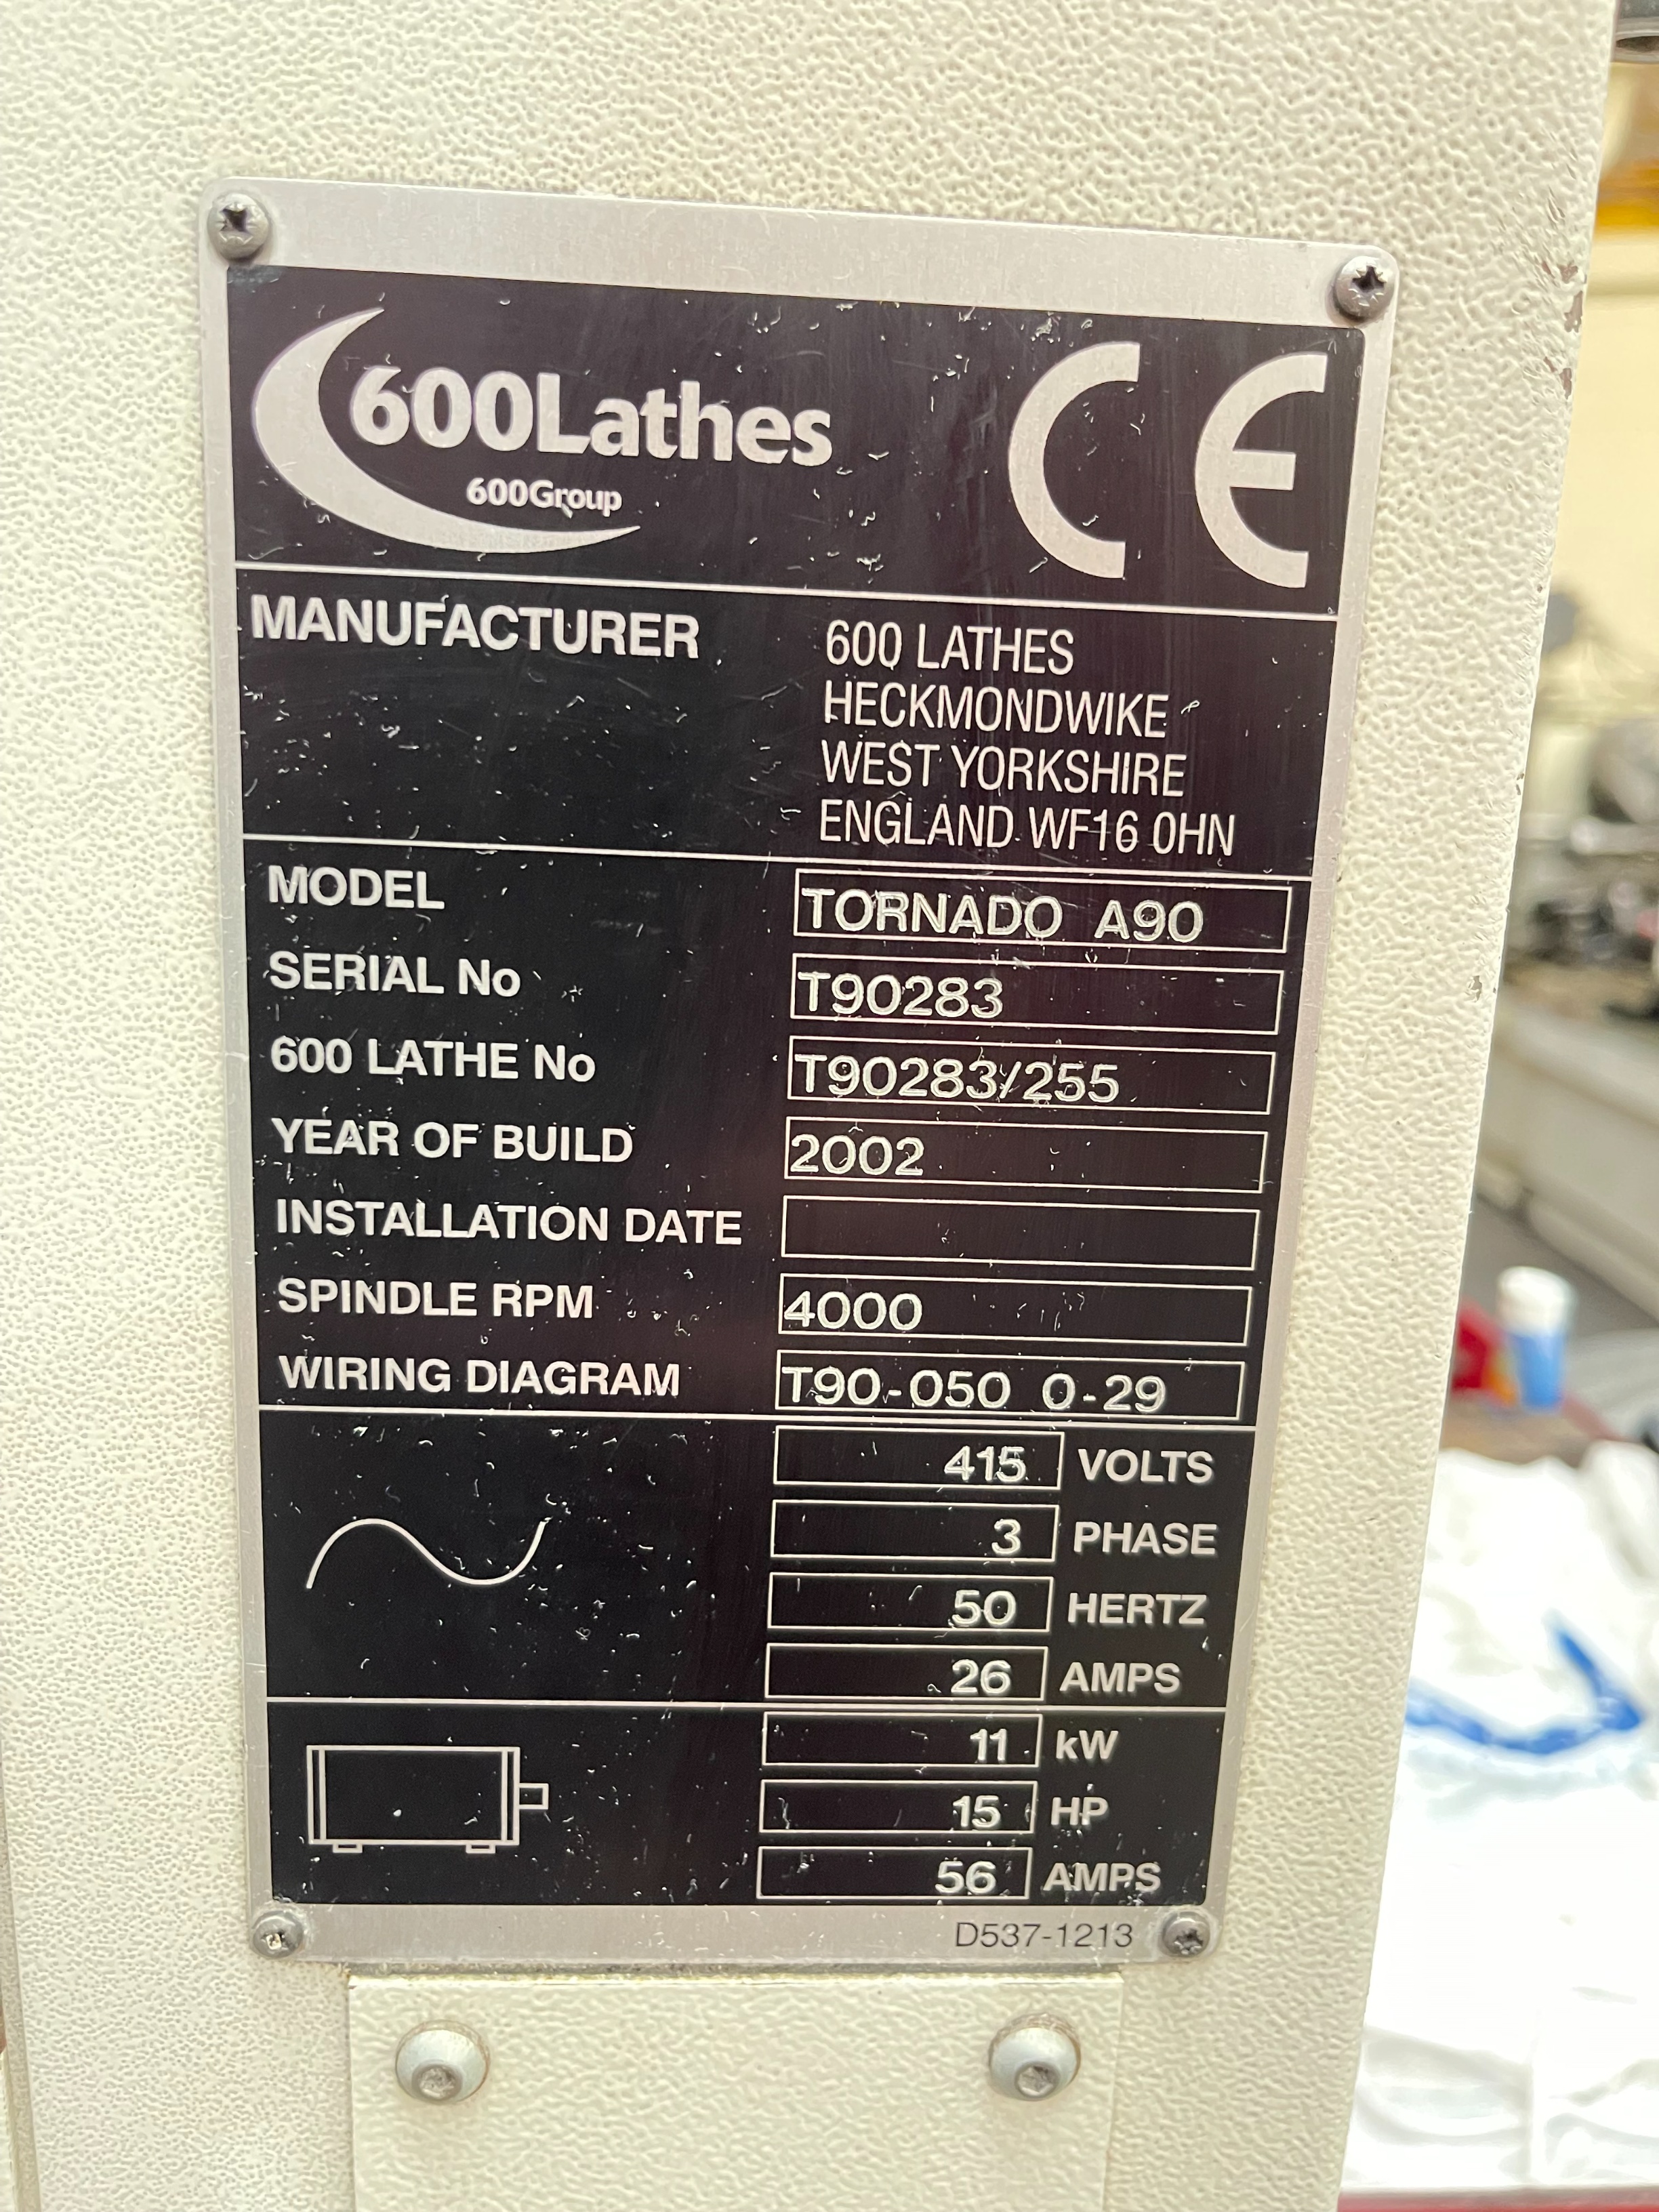 600Lathes
600Group
CE
MANUFACTURER 600 LATHES
HECKMONDWIKE
WEST YORKSHIRE
ENGLAND WF16 0HN
MODEL TORNADO A90
SERIAL No T90283
600 LATHE No T90283/255
YEAR OF BUILD 2002
INSTALLATION DATE
SPINDLE RPM 4000
WIRING DIAGRAM T90-050 0-29
415 VOLTS
3 PHASE
50 HERTZ
26 AMPS
11 kW
15 HP
56 AMPS
D537-1213